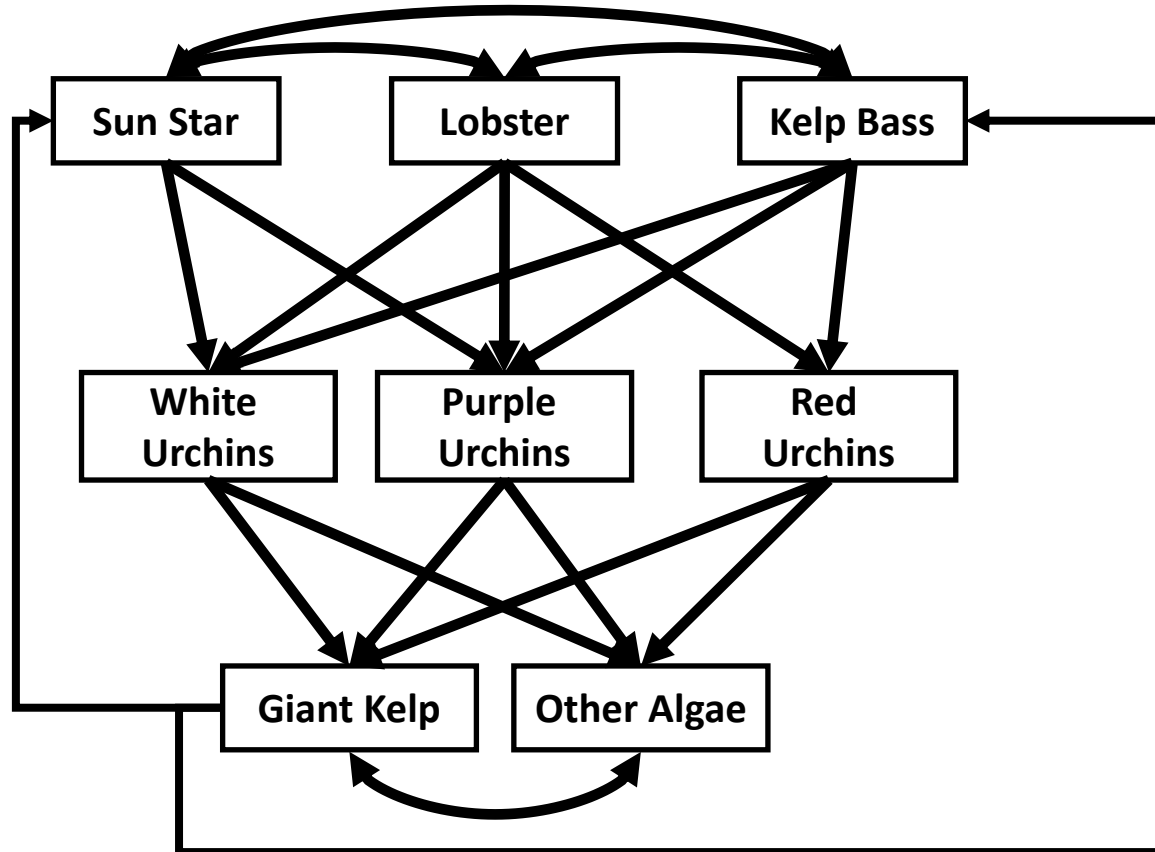 Sun Star
Lobster
Kelp Bass
White
Urchins
Purple
Urchins
Red
Urchins
Giant Kelp
Other Algae